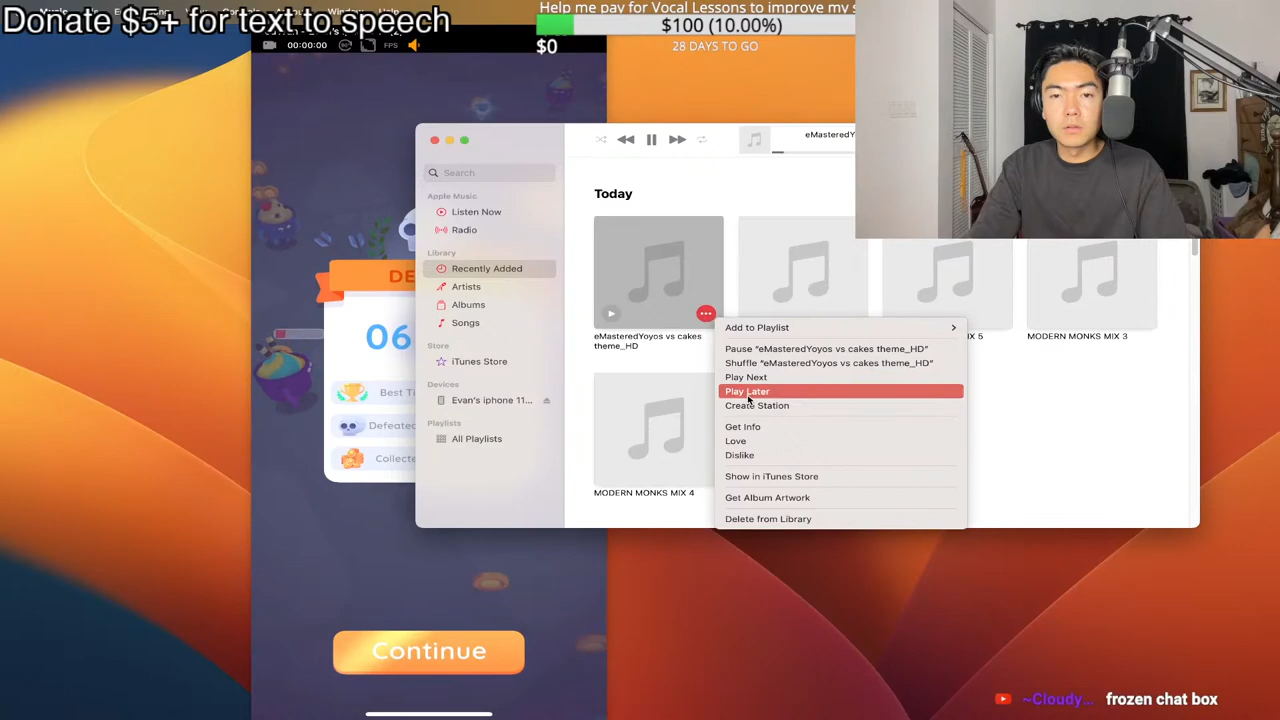 Donate $5+ for text to speech
Help me pay for Vocal Lessons to improve my s
$100 (10.00%)
$0
28 DAYS TO GO
00:00:00
FPS
eMasteredY
Search
Today
Apple Music
Listen Now
Radio
Library
Recently Added
Artists
Albums
Songs
Store
iTunes Store
Devices
Evan's iphone 11...
Playlists
All Playlists
eMasteredYoyos vs cakes
theme_HD
IX 5
MODERN MONKS MIX 3
MODERN MONKS MIX 4
Add to Playlist
Pause “eMasteredYoyos vs cakes theme_HD”
Shuffle “eMasteredYoyos vs cakes theme_HD”
Play Next
Play Later
Create Station
Get Info
Love
Dislike
Show in iTunes Store
Get Album Artwork
Delete from Library
DE
06
Best Ti
Defeated
Collecte
Continue
~Cloudy...
frozen chat box